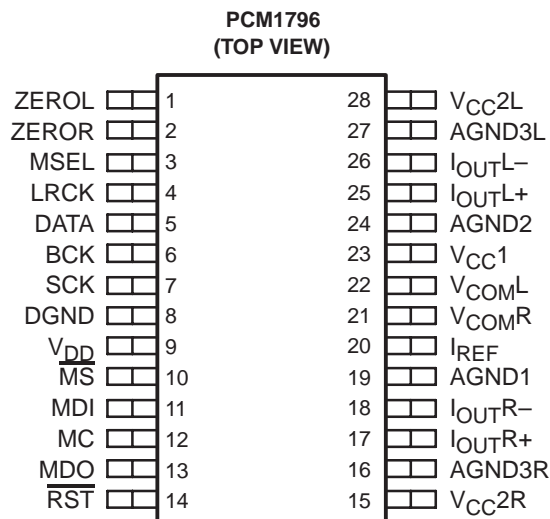 PCM1796
(TOP VIEW)
ZEROL 1 28 VCC2L
ZEROR 2 27 AGND3L
MSEL 3 26 IOUTL–
LRCK 4 25 IOUTL+
DATA 5 24 AGND2
BCK 6 23 VCC1
SCK 7 22 VCOML
DGND 8 21 VCOMR
VDD 9 20 IREF
MS 10 19 AGND1
MDI 11 18 IOUTR–
MC 12 17 IOUTR+
MDO 13 16 AGND3R
RST 14 15 VCC2R